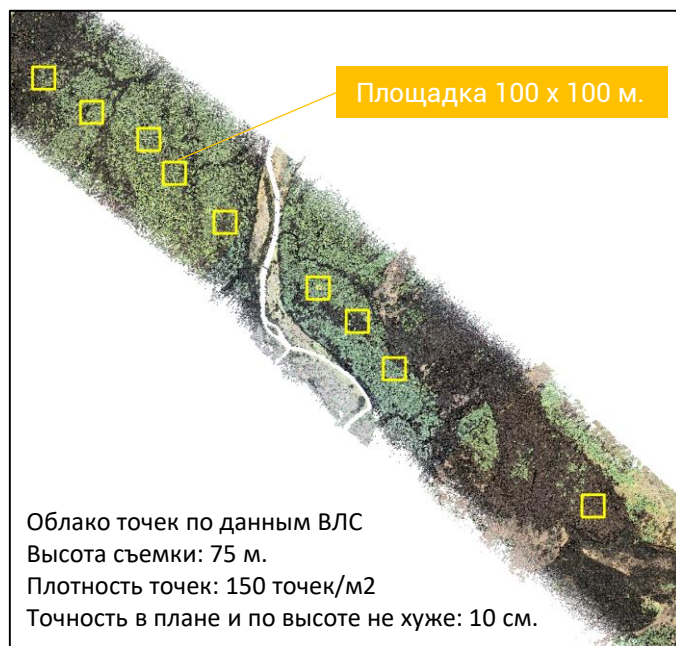 Площадка 100 х 100 м.
Облако точек по данным ВЛС
Высота съемки: 75 м.
Плотность точек: 150 точек/м2
Точность в плане и по высоте не хуже: 10 см.